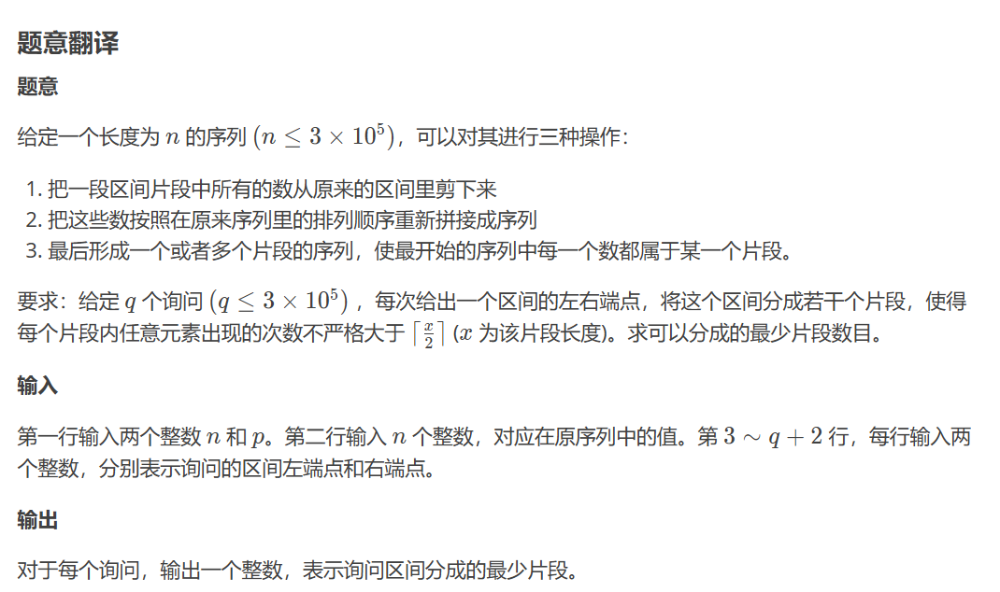 题意翻译
题意
给定一个长度为 n 的序列 (n ≤ 3 × 10⁵)，可以对其进行三种操作：
1. 把一段区间片段中所有的数从原来的区间里剪下来
2. 把这些数按照在原来序列里的排列顺序重新拼接成序列
3. 最后形成一个或者多个片段的序列，使最开始的序列中每一个数都属于某一个片段。
要求：给定 q 个询问 (q ≤ 3 × 10⁵) ，每次给出一个区间的左右端点，将这个区间分成若干个片段，使得
每个片段内任意元素出现的次数不严格大于 ⌈x/2⌉ (x 为该片段长度)。求可以分成的最少片段数目。
输入
第一行输入两个整数 n 和 p。第二行输入 n 个整数，对应在原序列中的值。第 3 ∼ q + 2 行，每行输入两
个整数，分别表示询问的区间左端点和右端点。
输出
对于每个询问，输出一个整数，表示询问区间分成的最少片段。